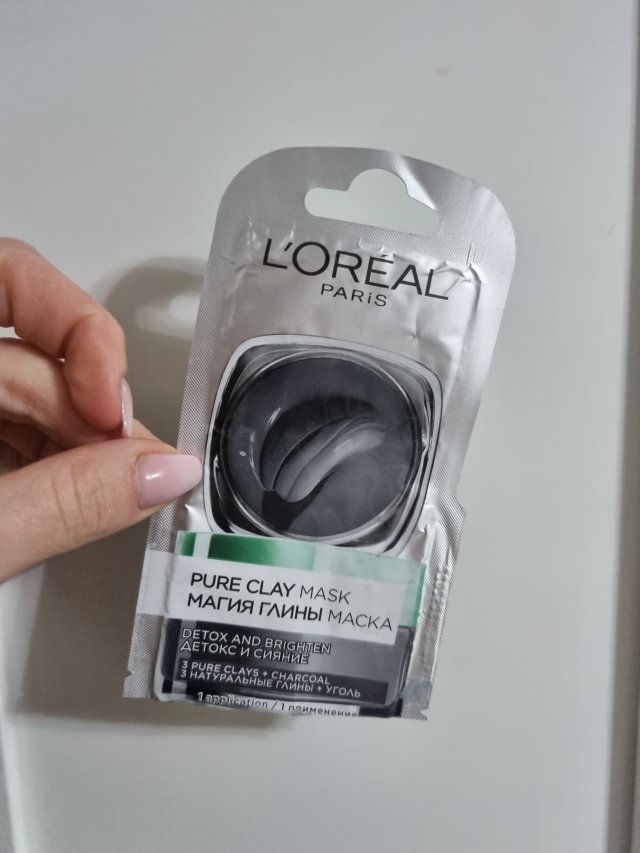 L'ORÉAL
PARiS
PURE CLAY MASK
МАГИЯ ГЛИНЫ МАСКА
DETOX AND BRIGHTEN
ДЕТОКС И СИЯНИЕ
3 PURE CLAYS + CHARCOAL
3 НАТУРАЛЬНЫЕ ГЛИНЫ + УГОЛЬ
1 application / 1 применение